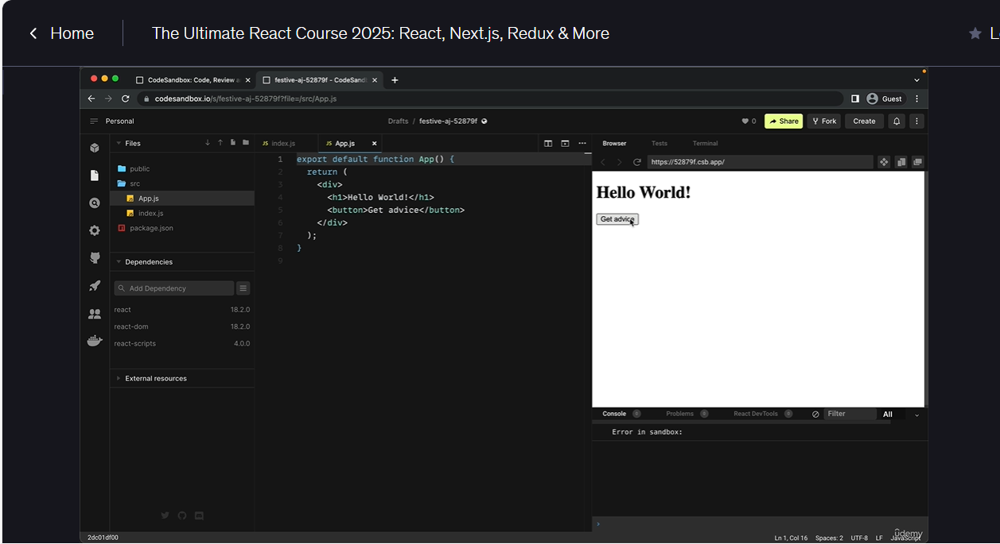 Home
The Ultimate React Course 2025: React, Next.js, Redux & More
CodeSandbox: Code, Review a
festive-aj-52879f - CodeSand
codesandbox.io/s/festive-aj-52879f?file=/src/App.js
Guest
Personal
Drafts / festive-aj-52879f
0
Share
Fork
Create
Files
public
src
App.js
index.js
package.json
Dependencies
Add Dependency
react 18.2.0
react-dom 18.2.0
react-scripts 4.0.0
External resources
JS index.js
JS App.js
1 export default function App() {
2 return (
3 <div>
4 <h1>Hello World!</h1>
5 <button>Get advice</button>
6 </div>
7 );
8 }
9
Browser Tests Terminal
https://52879f.csb.app/
Hello World!
Get advice
Console 0 Problems 0 React DevTools 0 Filter All
Error in sandbox:
ûdemy
2dc01df00
Ln 1, Col 16 Spaces: 2 UTF-8 LF JavaScript